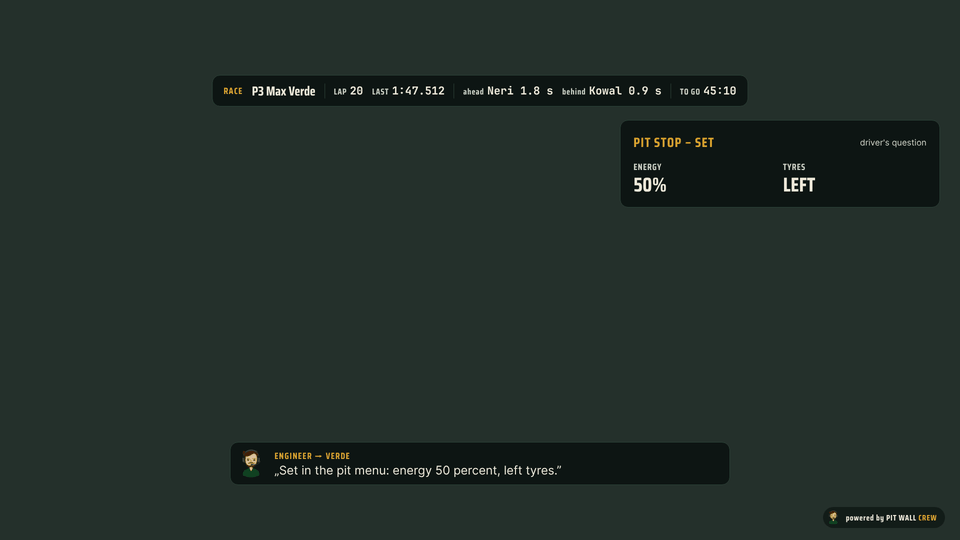 RACE P3 Max Verde LAP 20 LAST 1:47.512 ahead Neri 1.8 s behind Kowal 0.9 s TO GO 45:10
PIT STOP – SET driver's question
ENERGY TYRES
50% LEFT
ENGINEER → VERDE
„Set in the pit menu: energy 50 percent, left tyres.”
powered by PIT WALL CREW